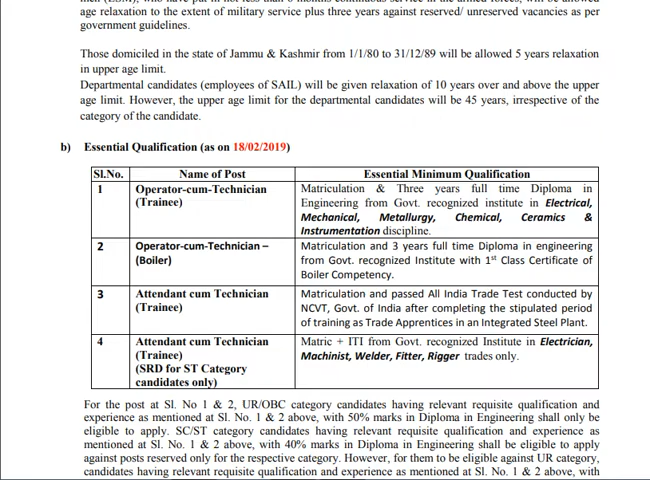 age relaxation to the extent of military service plus three years against reserved/ unreserved vacancies as per
government guidelines.
Those domiciled in the state of Jammu & Kashmir from 1/1/80 to 31/12/89 will be allowed 5 years relaxation
in upper age limit.
Departmental candidates (employees of SAIL) will be given relaxation of 10 years over and above the upper
age limit. However, the upper age limit for the departmental candidates will be 45 years, irrespective of the
category of the candidate.
b) Essential Qualification (as on 18/02/2019)
Sl.No. Name of Post Essential Minimum Qualification
1 Operator-cum-Technician (Trainee) Matriculation & Three years full time Diploma in
Engineering from Govt. recognized institute in Electrical,
Mechanical, Metallurgy, Chemical, Ceramics &
Instrumentation discipline.
2 Operator-cum-Technician – (Boiler) Matriculation and 3 years full time Diploma in engineering
from Govt. recognized Institute with 1st Class Certificate of
Boiler Competency.
3 Attendant cum Technician (Trainee) Matriculation and passed All India Trade Test conducted by
NCVT, Govt. of India after completing the stipulated period
of training as Trade Apprentices in an Integrated Steel Plant.
4 Attendant cum Technician Matric + ITI from Govt. recognized Institute in Electrician,
(Trainee) Machinist, Welder, Fitter, Rigger trades only.
(SRD for ST Category
candidates only)
For the post at Sl. No 1 & 2, UR/OBC category candidates having relevant requisite qualification and
experience as mentioned at Sl. No. 1 & 2 above, with 50% marks in Diploma in Engineering shall only be
eligible to apply. SC/ST category candidates having relevant requisite qualification and experience as
mentioned at Sl. No. 1 & 2 above, with 40% marks in Diploma in Engineering shall be eligible to apply
against posts reserved only for the respective category. However, for them to be eligible against UR category,
candidates having relevant requisite qualification and experience as mentioned at Sl. No. 1 & 2 above, with